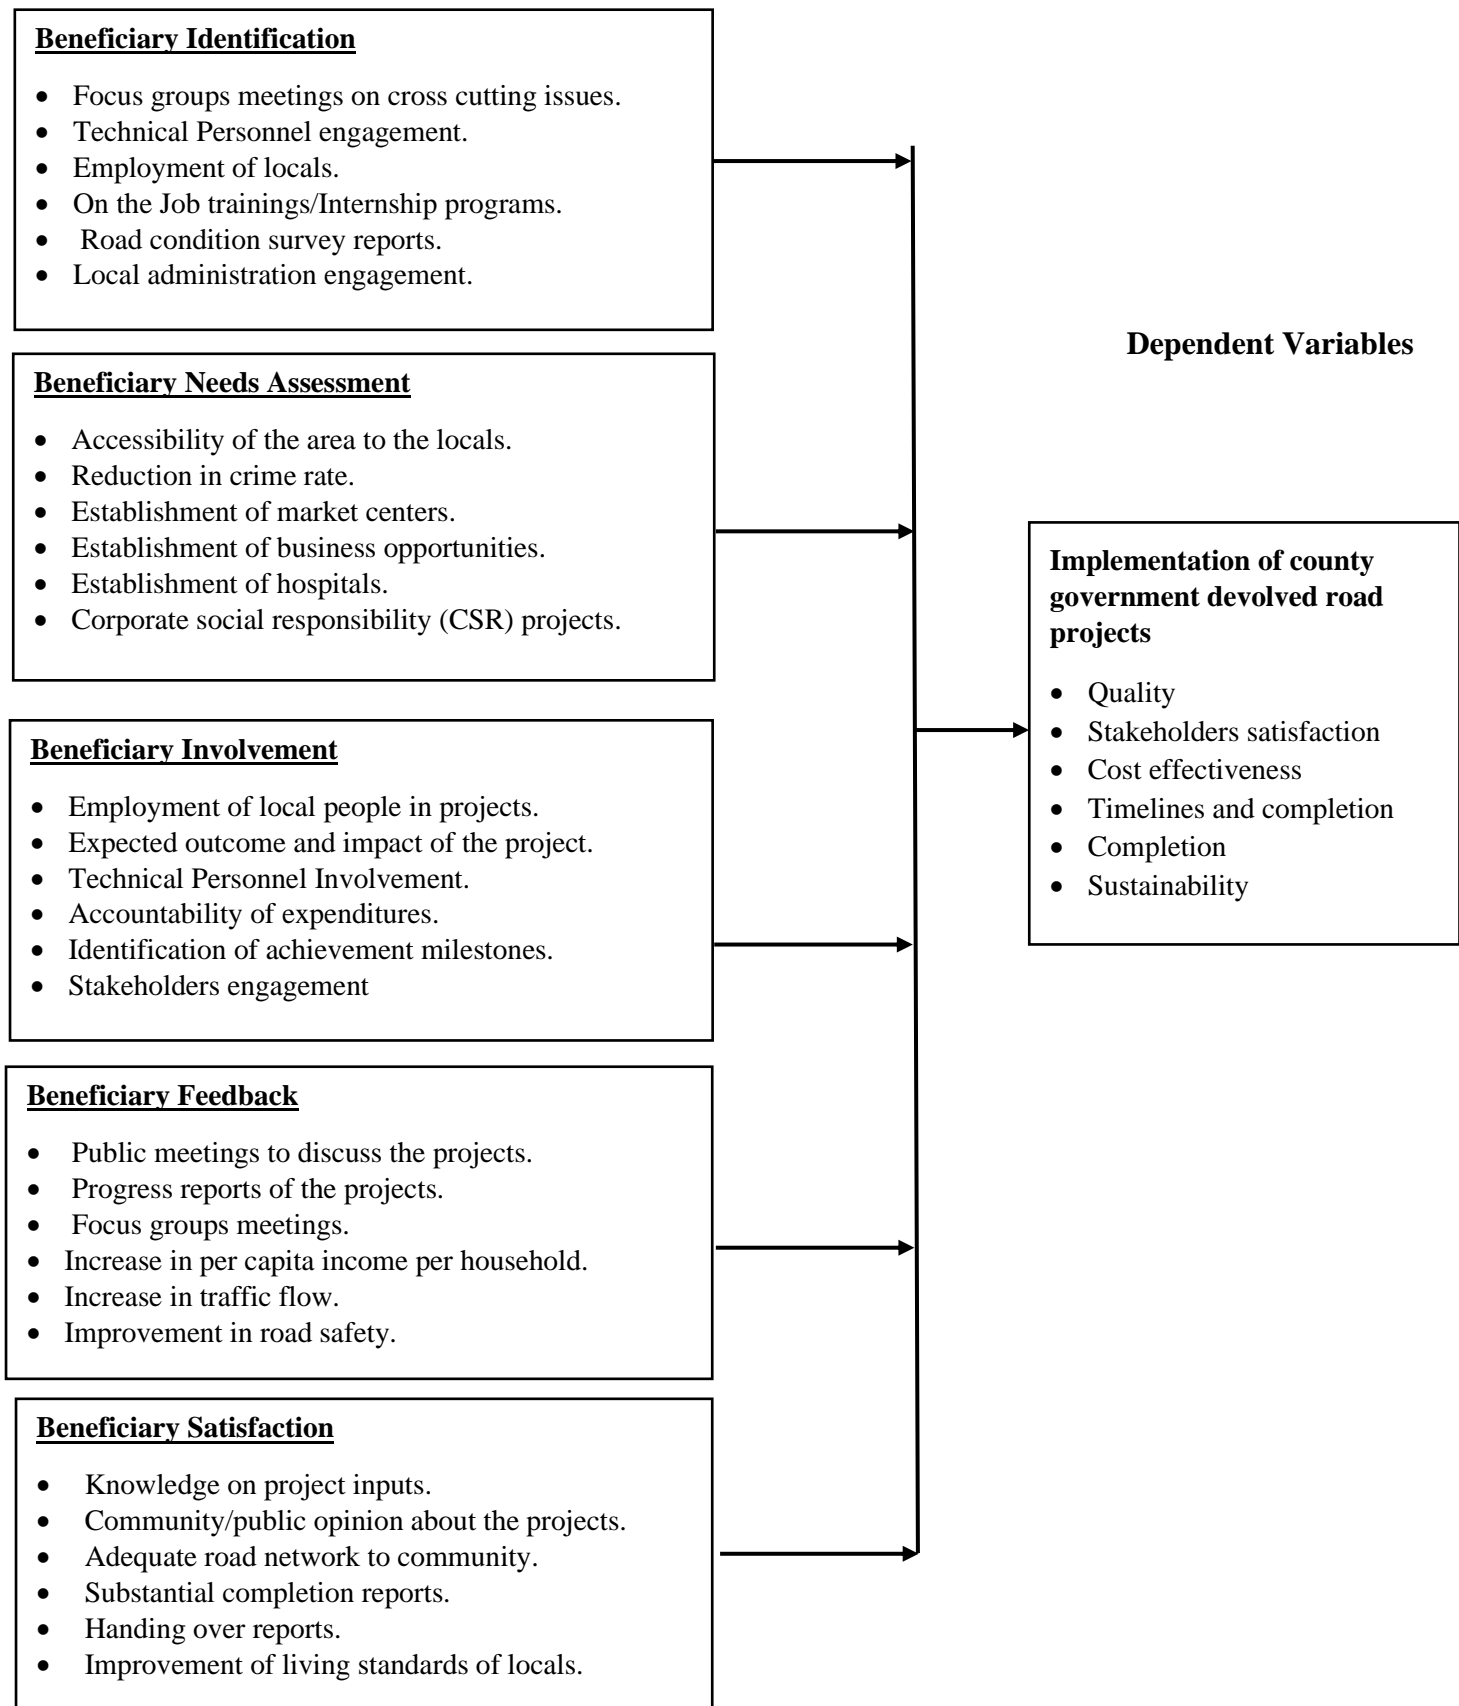 Beneficiary Identification
• Focus groups meetings on cross cutting issues.
• Technical Personnel engagement.
• Employment of locals.
• On the Job trainings/Internship programs.
• Road condition survey reports.
• Local administration engagement.
Beneficiary Needs Assessment
• Accessibility of the area to the locals.
• Reduction in crime rate.
• Establishment of market centers.
• Establishment of business opportunities.
• Establishment of hospitals.
• Corporate social responsibility (CSR) projects.
Beneficiary Involvement
• Employment of local people in projects.
• Expected outcome and impact of the project.
• Technical Personnel Involvement.
• Accountability of expenditures.
• Identification of achievement milestones.
• Stakeholders engagement
Beneficiary Feedback
• Public meetings to discuss the projects.
• Progress reports of the projects.
• Focus groups meetings.
• Increase in per capita income per household.
• Increase in traffic flow.
• Improvement in road safety.
Beneficiary Satisfaction
• Knowledge on project inputs.
• Community/public opinion about the projects.
• Adequate road network to community.
• Substantial completion reports.
• Handing over reports.
• Improvement of living standards of locals.
Dependent Variables
Implementation of county
government devolved road
projects
• Quality
• Stakeholders satisfaction
• Cost effectiveness
• Timelines and completion
• Completion
• Sustainability